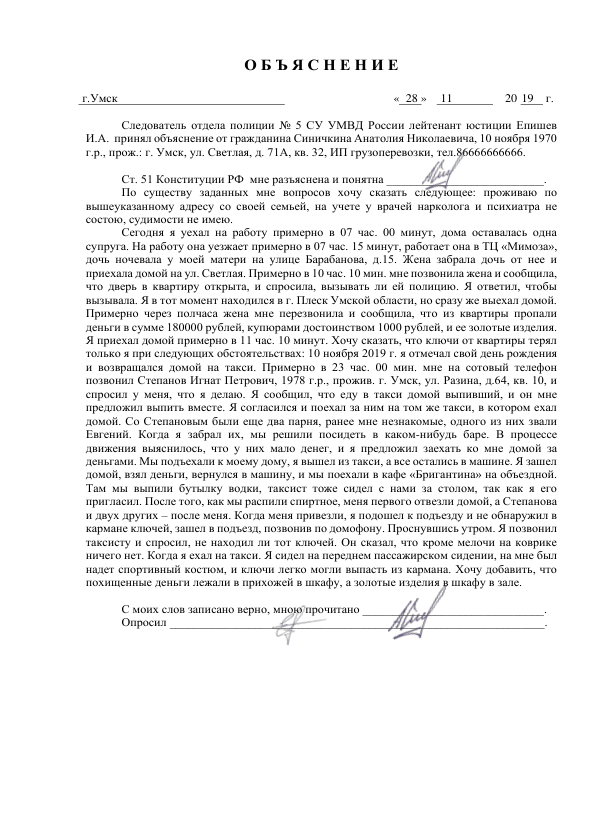 О Б Ъ Я С Н Е Н И Е
г.Умск « 28 » 11 20 19 г.
Следователь отдела полиции № 5 СУ УМВД России лейтенант юстиции Епишев
И.А. принял объяснение от гражданина Синичкина Анатолия Николаевича, 10 ноября 1970
г.р., прож.: г. Умск, ул. Светлая, д. 71А, кв. 32, ИП грузоперевозки, тел.86666666666.
Ст. 51 Конституции РФ мне разъяснена и понятна ___________________________.
По существу заданных мне вопросов хочу сказать следующее: проживаю по
вышеуказанному адресу со своей семьей, на учете у врачей нарколога и психиатра не
состою, судимости не имею.
Сегодня я уехал на работу примерно в 07 час. 00 минут, дома оставалась одна
супруга. На работу она уезжает примерно в 07 час. 15 минут, работает она в ТЦ «Мимоза»,
дочь ночевала у моей матери на улице Барабанова, д.15. Жена забрала дочь от нее и
приехала домой на ул. Светлая. Примерно в 10 час. 10 мин. мне позвонила жена и сообщила,
что дверь в квартиру открыта, и спросила, вызывать ли ей полицию. Я ответил, чтобы
вызывала. Я в тот момент находился в г. Плеск Умской области, но сразу же выехал домой.
Примерно через полчаса жена мне перезвонила и сообщила, что из квартиры пропали
деньги в сумме 180000 рублей, купюрами достоинством 1000 рублей, и ее золотые изделия.
Я приехал домой примерно в 11 час. 10 минут. Хочу сказать, что ключи от квартиры терял
только я при следующих обстоятельствах: 10 ноября 2019 г. я отмечал свой день рождения
и возвращался домой на такси. Примерно в 23 час. 00 мин. мне на сотовый телефон
позвонил Степанов Игнат Петрович, 1978 г.р., прожив. г. Умск, ул. Разина, д.64, кв. 10, и
спросил у меня, что я делаю. Я сообщил, что еду в такси домой выпивший, и он мне
предложил выпить вместе. Я согласился и поехал за ним на том же такси, в котором ехал
домой. Со Степановым были еще два парня, ранее мне незнакомые, одного из них звали
Евгений. Когда я забрал их, мы решили посидеть в каком-нибудь баре. В процессе
движения выяснилось, что у них мало денег, и я предложил заехать ко мне домой за
деньгами. Мы подъехали к моему дому, я вышел из такси, а все остались в машине. Я зашел
домой, взял деньги, вернулся в машину, и мы поехали в кафе «Бригантина» на объездной.
Там мы выпили бутылку водки, таксист тоже сидел с нами за столом, так как я его
пригласил. После того, как мы распили спиртное, меня первого отвезли домой, а Степанова
и двух других – после меня. Когда меня привезли, я подошел к подъезду и не обнаружил в
кармане ключей, зашел в подъезд, позвонив по домофону. Проснувшись утром. Я позвонил
таксисту и спросил, не находил ли тот ключей. Он сказал, что кроме мелочи на коврике
ничего нет. Когда я ехал на такси. Я сидел на переднем пассажирском сидении, на мне был
надет спортивный костюм, и ключи легко могли выпасть из кармана. Хочу добавить, что
похищенные деньги лежали в прихожей в шкафу, а золотые изделия в шкафу в зале.
С моих слов записано верно, мною прочитано _______________________________.
Опросил ________________________________________________________________.